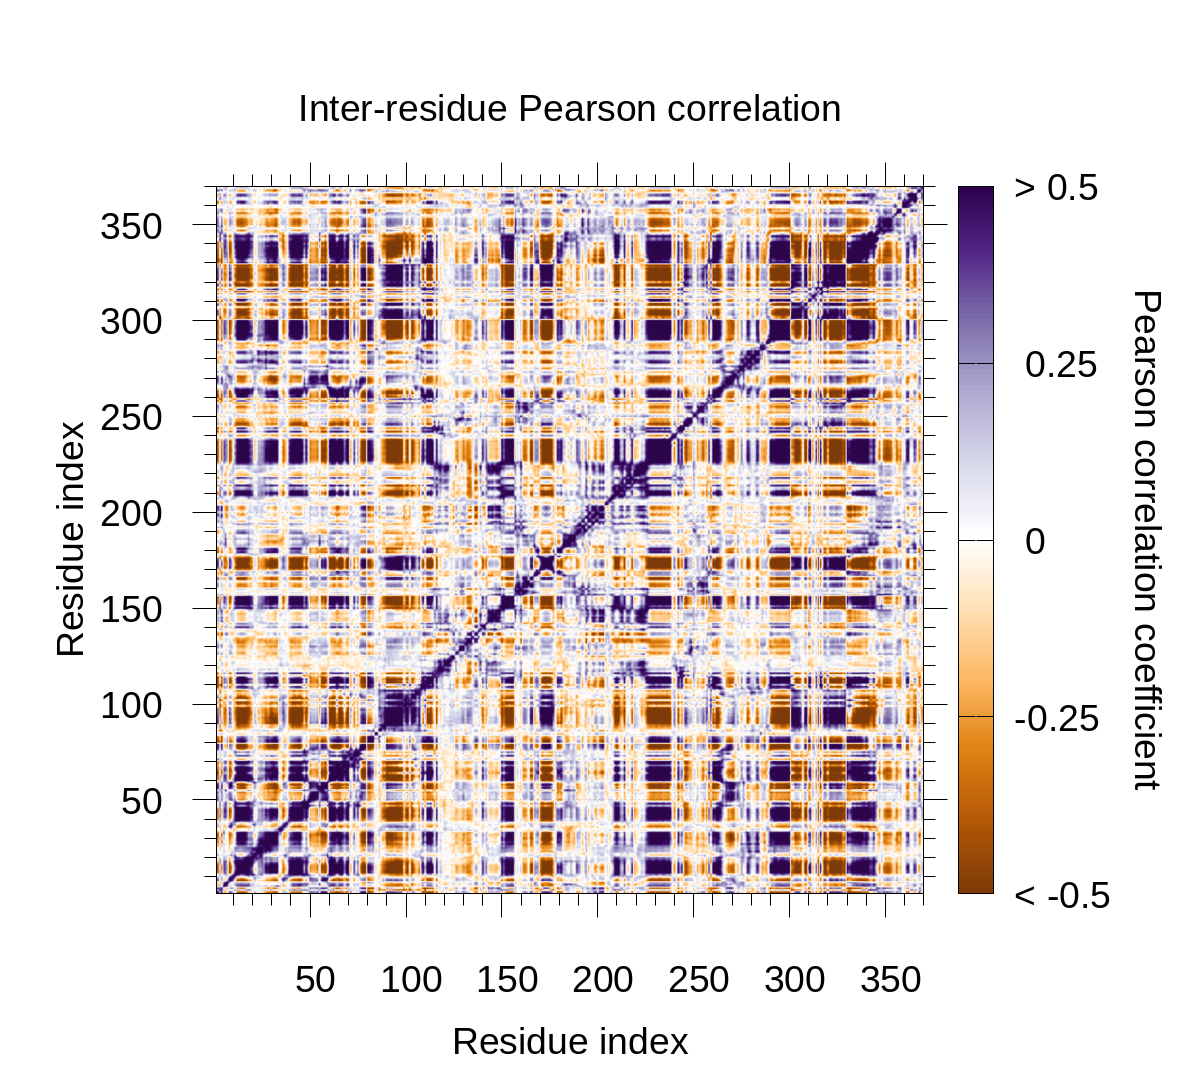 Inter-residue Pearson correlation
350
300
250
200
150
100
50
Residue index
50 100 150 200 250 300 350
Residue index
> 0.5
0.25
0
-0.25
< -0.5
Pearson correlation coefficient